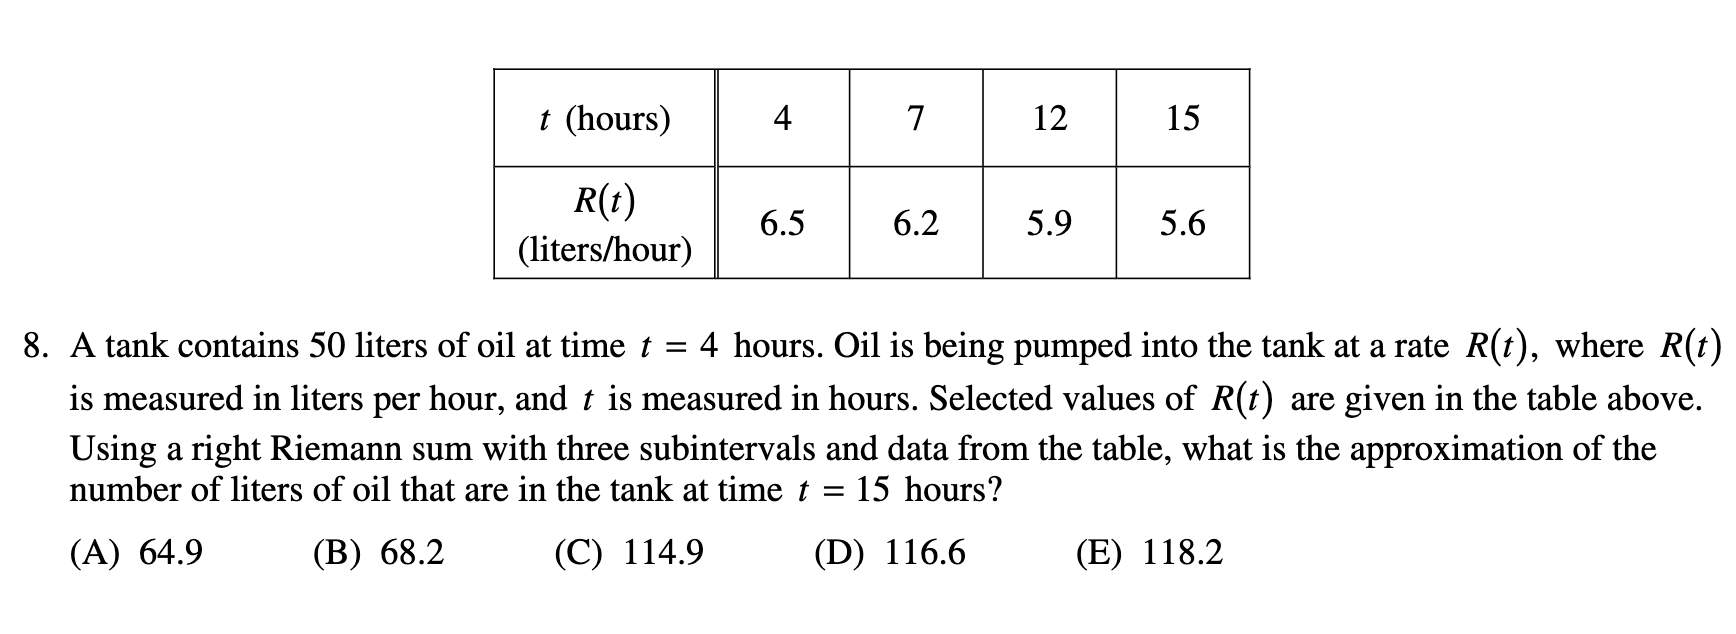 t (hours) 4 7 12 15
R(t)
(liters/hour) 6.5 6.2 5.9 5.6
8. A tank contains 50 liters of oil at time t = 4 hours. Oil is being pumped into the tank at a rate R(t), where R(t)
is measured in liters per hour, and t is measured in hours. Selected values of R(t) are given in the table above.
Using a right Riemann sum with three subintervals and data from the table, what is the approximation of the
number of liters of oil that are in the tank at time t = 15 hours?
(A) 64.9 (B) 68.2 (C) 114.9 (D) 116.6 (E) 118.2